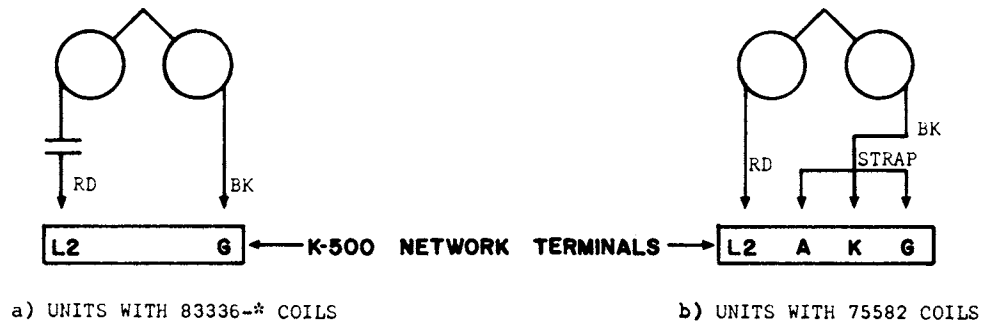 RD
BK
RD
BK
STRAP
L2 G
K-500 NETWORK TERMINALS
L2 A K G
a) UNITS WITH 83336-* COILS
b) UNITS WITH 75582 COILS